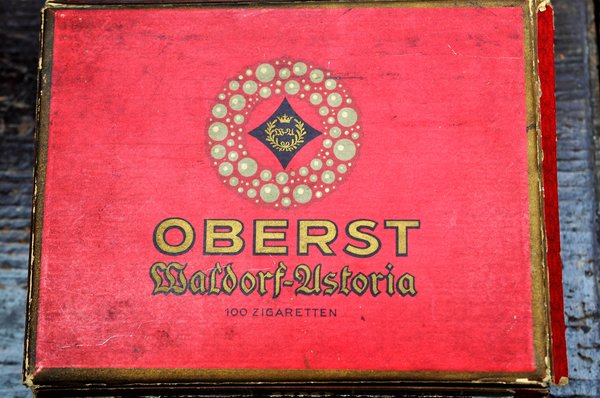 W-A
OBERST
Waldorf-Astoria
100 ZIGARETTEN